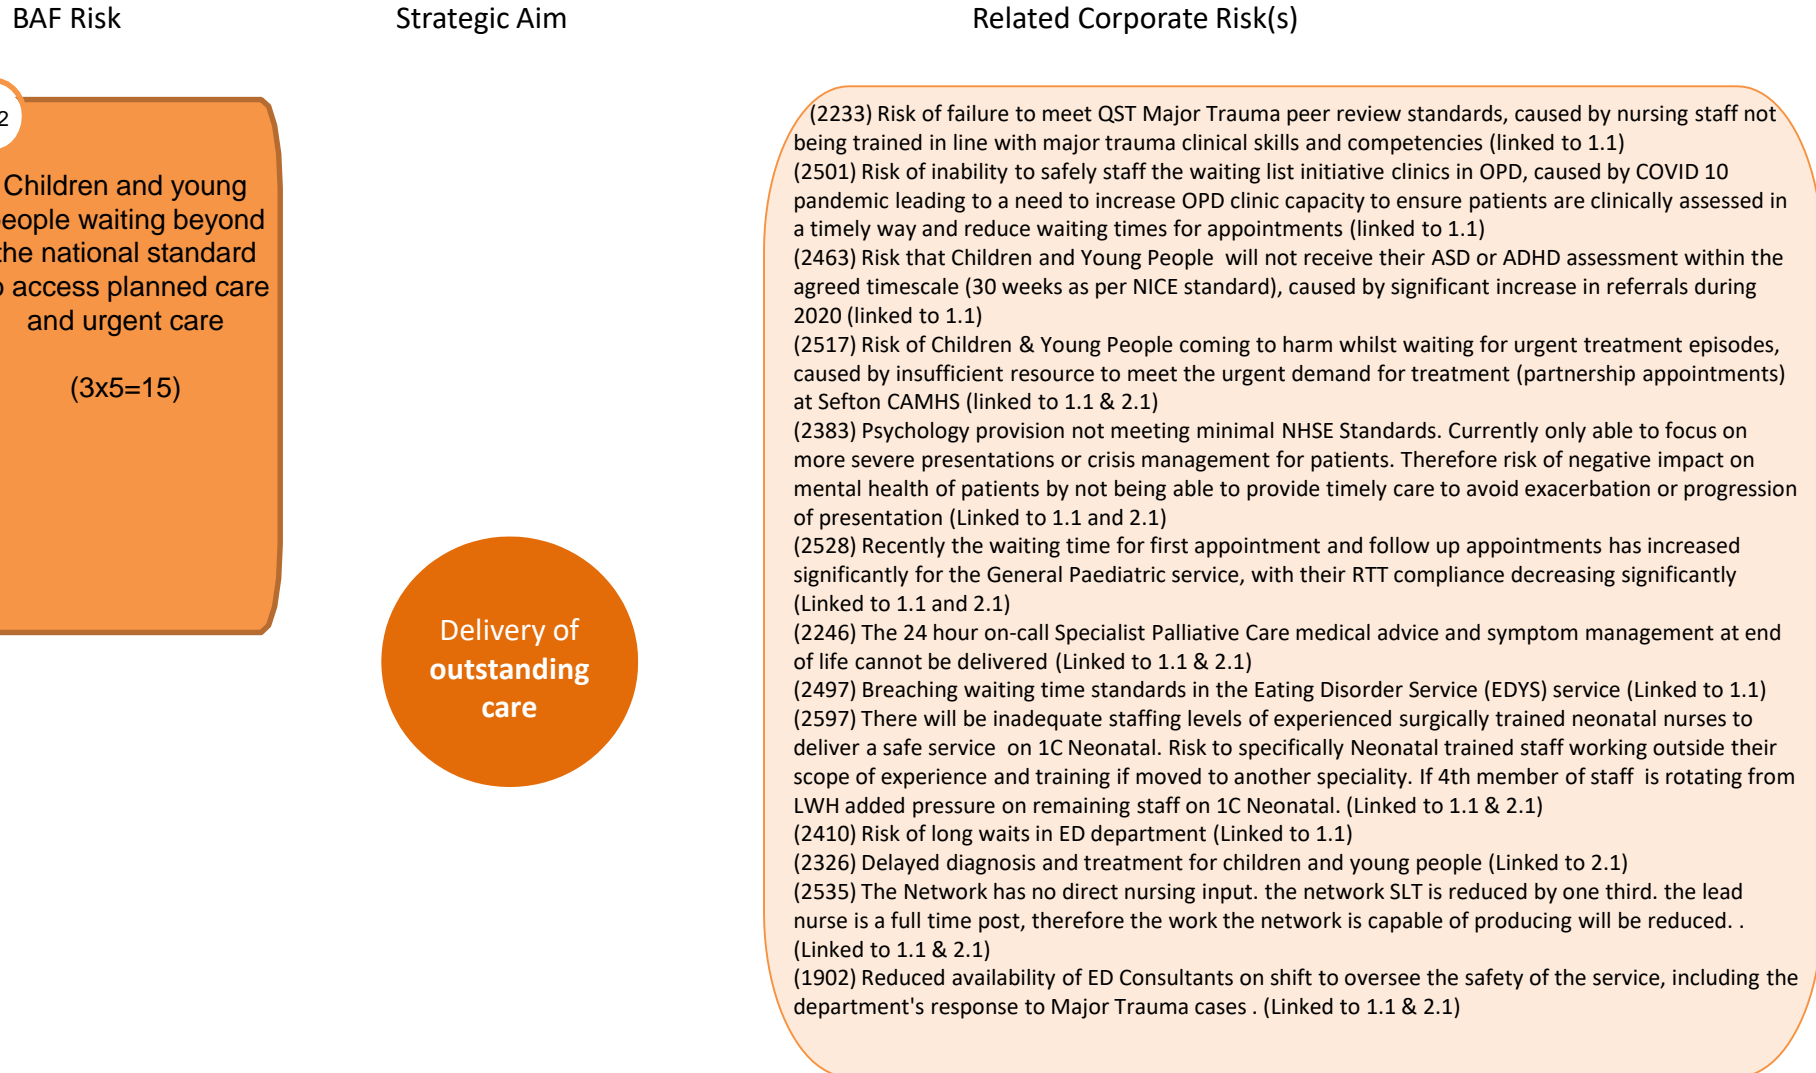 BAF Risk
Strategic Aim
Related Corporate Risk(s)
2
Children and young
eople waiting beyond
he national standard
o access planned care
and urgent care
(3x5=15)
Delivery of
outstanding
care
(2233) Risk of failure to meet QST Major Trauma peer review standards, caused by nursing staff not
being trained in line with major trauma clinical skills and competencies (linked to 1.1)
(2501) Risk of inability to safely staff the waiting list initiative clinics in OPD, caused by COVID 10
pandemic leading to a need to increase OPD clinic capacity to ensure patients are clinically assessed in
a timely way and reduce waiting times for appointments (linked to 1.1)
(2463) Risk that Children and Young People  will not receive their ASD or ADHD assessment within the
agreed timescale (30 weeks as per NICE standard), caused by significant increase in referrals during
2020 (linked to 1.1)
(2517) Risk of Children & Young People coming to harm whilst waiting for urgent treatment episodes,
caused by insufficient resource to meet the urgent demand for treatment (partnership appointments)
at Sefton CAMHS (linked to 1.1 & 2.1)
(2383) Psychology provision not meeting minimal NHSE Standards. Currently only able to focus on
more severe presentations or crisis management for patients. Therefore risk of negative impact on
mental health of patients by not being able to provide timely care to avoid exacerbation or progression
of presentation (Linked to 1.1 and 2.1)
(2528) Recently the waiting time for first appointment and follow up appointments has increased
significantly for the General Paediatric service, with their RTT compliance decreasing significantly
(Linked to 1.1 and 2.1)
(2246) The 24 hour on-call Specialist Palliative Care medical advice and symptom management at end
of life cannot be delivered (Linked to 1.1 & 2.1)
(2497) Breaching waiting time standards in the Eating Disorder Service (EDYS) service (Linked to 1.1)
(2597) There will be inadequate staffing levels of experienced surgically trained neonatal nurses to
deliver a safe service  on 1C Neonatal. Risk to specifically Neonatal trained staff working outside their
scope of experience and training if moved to another speciality. If 4th member of staff  is rotating from
LWH added pressure on remaining staff on 1C Neonatal. (Linked to 1.1 & 2.1)
(2410) Risk of long waits in ED department (Linked to 1.1)
(2326) Delayed diagnosis and treatment for children and young people (Linked to 2.1)
(2535) The Network has no direct nursing input. the network SLT is reduced by one third. the lead
nurse is a full time post, therefore the work the network is capable of producing will be reduced. .
(Linked to 1.1 & 2.1)
(1902) Reduced availability of ED Consultants on shift to oversee the safety of the service, including the
department's response to Major Trauma cases . (Linked to 1.1 & 2.1)